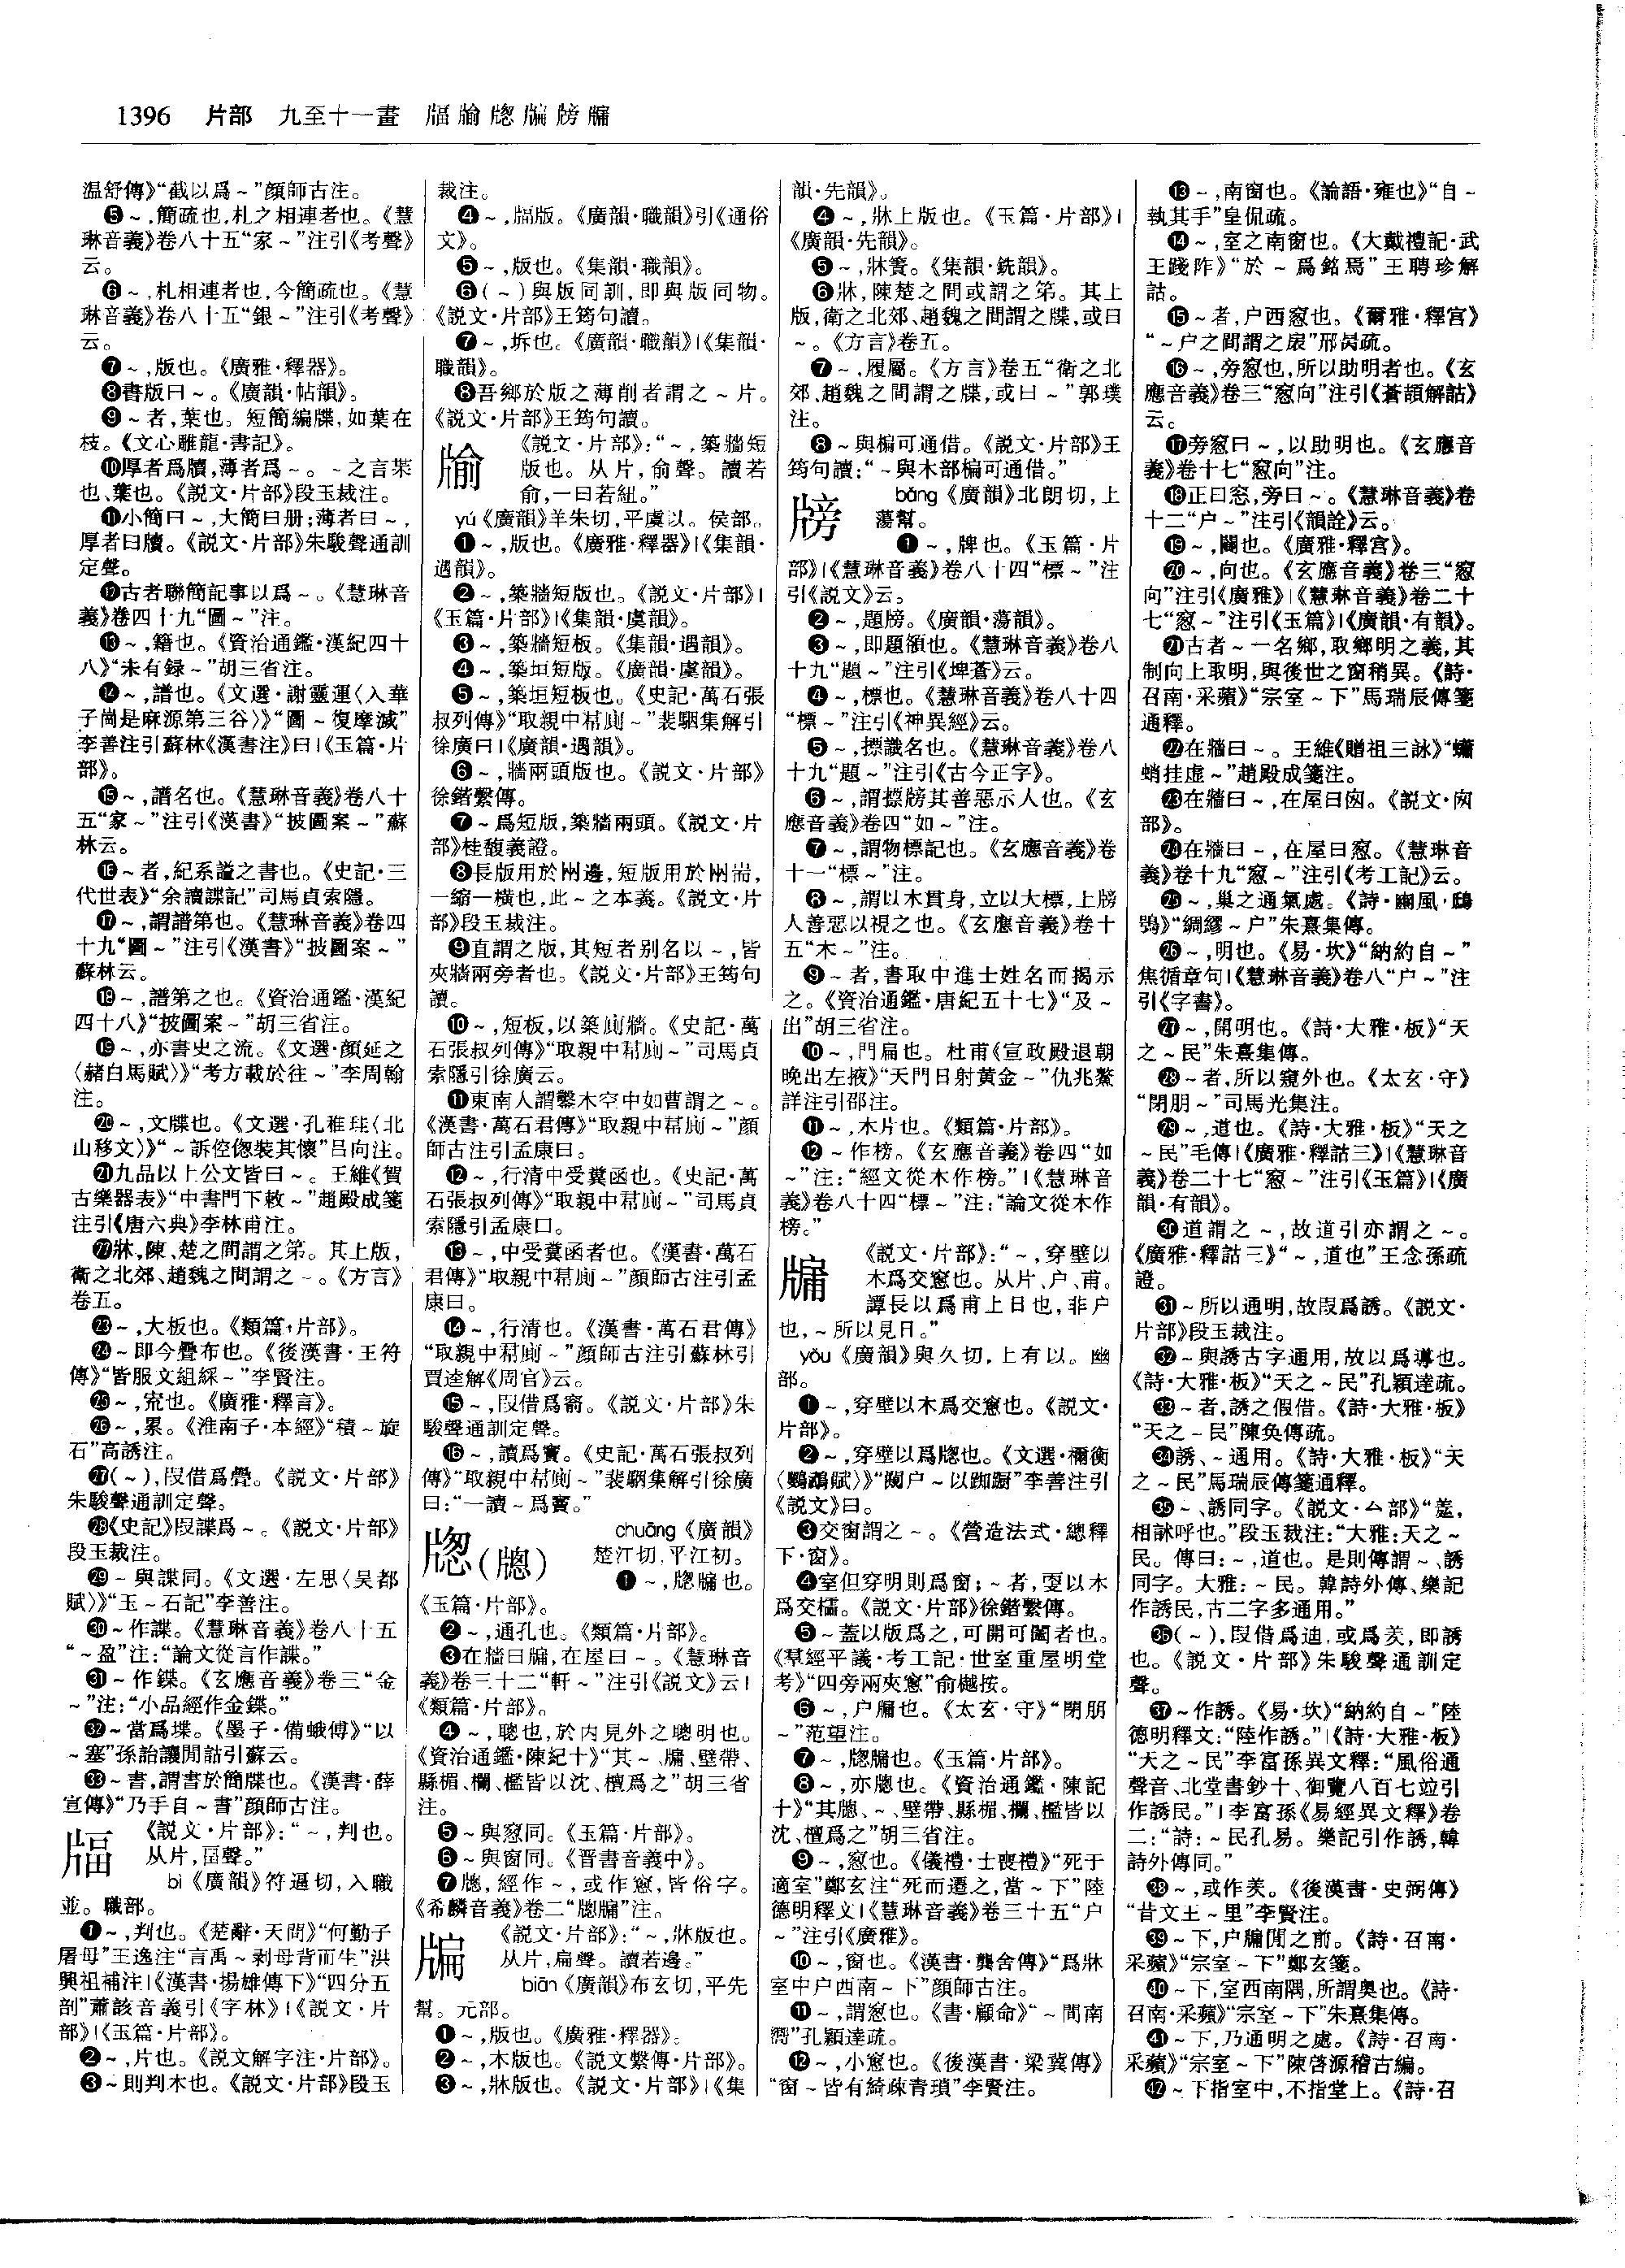 1396 片部 九至十一畫 牑牏牎牑牓牖
温舒傳》“截以爲～”顔師古注。
❺～,簡疏也,札之相連者也。《慧
琳音義》卷八十五“家～”注引《考聲》
云。
❻～,札相連者也,今簡疏也。《慧
琳音義》卷八十五“銀～”注引《考聲》
云。
❼～,版也。《廣雅·釋器》。
❽書版曰～。《廣韻·帖韻》。
❾～者,葉也。短簡編牒,如葉在
枝。《文心雕龍·書記》。
❿厚者爲牘,薄者爲～。～之言枼
也、葉也。《説文·片部》段玉裁注。
⓫小簡曰～,大簡曰册;薄者曰～,
厚者曰牘。《説文·片部》朱駿聲通訓
定聲。
⓬古者聯簡記事以爲～。《慧琳音
義》卷四十九“圖～”注。
⓭～,籍也。《資治通鑑·漢紀四十
八》“未有録～”胡三省注。
⓮～,譜也。《文選·謝靈運〈入華
子崗是麻源第三谷〉》“圖～復摩滅”
李善注引蘇林《漢書注》曰|《玉篇·片
部》。
⓯～,譜名也。《慧琳音義》卷八十
五“家～”注引《漢書》“披圖案～”蘇
林云。
⓰～者,紀系謚之書也。《史記·三
代世表》“余讀諜記”司馬貞索隱。
⓱～,謂譜第也。《慧琳音義》卷四
十九“圖～”注引《漢書》“披圖案～”
蘇林云。
⓲～,譜第之也。《資治通鑑·漢紀
四十八》“披圖案～”胡三省注。
⓳～,亦書史之流。《文選·顔延之
〈赭白馬賦〉》“考方載於往～”李周翰
注。
⓴～,文牒也。《文選·孔稚珪〈北
山移文〉》“～訴倥偬裝其懷”吕向注。
㉑九品以上公文皆曰～。王維《賀
古樂器表》“中書門下敕～”趙殿成箋
注引《唐六典》李林甫注。
㉒牀,陳、楚之間謂之笫。其上版,
衛之北郊、趙魏之間謂之～。《方言》
卷五。
㉓～,大板也。《類篇·片部》。
㉔～即今疊布也。《後漢書·王符
傳》“皆服文組綵～”李賢注。
㉕～,宄也。《廣雅·釋言》。
㉖～,累。《淮南子·本經》“積～旋
石”高誘注。
㉗(～),叚借爲疊。《説文·片部》
朱駿聲通訓定聲。
㉘《史記》叚諜爲～。《説文·片部》
段玉裁注。
㉙～與諜同。《文選·左思〈吴都
賦〉》“玉～石記”李善注。
㉚～作諜。《慧琳音義》卷八十五
“～盈”注:“論文從言作諜。”
㉛～作鍱。《玄應音義》卷三“金
～”注:“小品經作金鍱。”
㉜～當爲堞。《墨子·備蛾傅》“以
～塞”孫詒讓閒詁引蘇云。
㉝～書,謂書於簡牒也。《漢書·薛
宣傳》“乃手自～書”顔師古注。
《説文·片部》:“～,判也。
从片,畐聲。”
bì《廣韻》符逼切,入職
並。職部。
❶～,判也。《楚辭·天問》“何勤子
屠母”王逸注“言禹～剥母背而生”洪
興祖補注|《漢書·揚雄傳下》“四分五
剖”蕭該音義引《字林》|《説文·片
部》|《玉篇·片部》。
❷～,片也。《説文解字注·片部》。
❸～則判木也。《説文·片部》段玉
裁注。
❹～,牑版。《廣韻·職韻》引《通俗
文》。
❺～,版也。《集韻·職韻》。
❻(～)與版同訓,即與版同物。
《説文·片部》王筠句讀。
❼～,坼也。《廣韻·職韻》|《集韻·
職韻》。
❽吾鄉於版之薄削者謂之～片。
《説文·片部》王筠句讀。
牏 《説文·片部》:“～,築牆短
版也。从片,俞聲。讀若
俞,一曰若紐。”
yú《廣韻》羊朱切,平虞以。侯部。
❶～,版也。《廣雅·釋器》|《集韻·
遇韻》。
❷～,築牆短版也。《説文·片部》|
《玉篇·片部》|《集韻·虞韻》。
❸～,築牆短板。《集韻·遇韻》。
❹～,築垣短版。《廣韻·虞韻》。
❺～,築垣短板也。《史記·萬石張
叔列傳》“取親中帬厠～”裴駰集解引
徐廣曰|《廣韻·遇韻》。
❻～,牆兩頭版也。《説文·片部》
徐鍇繫傳。
❼～爲短版,築牆兩頭。《説文·片
部》桂馥義證。
❽長版用於兩邊,短版用於兩耑,
一縮一横也,此～之本義。《説文·片
部》段玉裁注。
❾直謂之版,其短者别名以～,皆
夾牆兩旁者也。《説文·片部》王筠句
讀。
❿～,短板,以築厠牆。《史記·萬
石張叔列傳》“取親中帬厠～”司馬貞
索隱引徐廣云。
⓫東南人謂鑿木空中如曹謂之～。
《漢書·萬石君傳》“取親中帬厠～”顔
師古注引孟康曰。
⓬～,行清中受糞函也。《史記·萬
石張叔列傳》“取親中帬厠～”司馬貞
索隱引孟康曰。
⓭～,中受糞函者也。《漢書·萬石
君傳》“取親中帬厠～”顔師古注引孟
康曰。
⓮～,行清也。《漢書·萬石君傳》
“取親中帬厠～”顔師古注引蘇林引
賈逵解《周官》云。
⓯～,叚借爲窬。《説文·片部》朱
駿聲通訓定聲。
⓰～,讀爲竇。《史記·萬石張叔列
傳》“取親中帬厠～”裴駰集解引徐廣
曰:“一讀～爲竇。”
chuāng《廣韻》
楚江切,平江初。
❶～,牎牖也。
《玉篇·片部》。
❷～,通孔也。《類篇·片部》。
❸在牆曰牖,在屋曰～。《慧琳音
義》卷三十二“軒～”注引《説文》云|
《類篇·片部》。
❹～,聰也,於内見外之聰明也。
《資治通鑑·陳紀十》“其～、牖、壁帶、
縣楣、欄、檻皆以沈、檀爲之”胡三省
注。
❺～與窻同。《玉篇·片部》。
❻～與窗同。《晋書音義中》。
❼牕,經作～,或作窻,皆俗字。
《希麟音義》卷二“牎牖”注。
牑 《説文·片部》:“～,牀版也。
从片,扁聲。讀若邊。”
biān《廣韻》布玄切,平先
幫。元部。
❶～,版也。《廣雅·釋器》。
❷～,木版也。《説文繫傳·片部》。
❸～,牀版也。《説文·片部》|《集
韻·先韻》。
❹～,牀上版也。《玉篇·片部》|
《廣韻·先韻》。
❺～,牀簀。《集韻·銑韻》。
❻牀,陳楚之間或謂之笫。其上
版,衛之北郊、趙魏之間謂之牒,或曰
～。《方言》卷五。
❼～,履屬。《方言》卷五“衛之北
郊、趙魏之間謂之牒,或曰～”郭璞
注。
❽～與楄可通借。《説文·片部》王
筠句讀:“～與木部楄可通借。”
牓 bǎng《廣韻》北朗切,上
蕩幫。
❶～,牌也。《玉篇·片
部》|《慧琳音義》卷八十四“標～”注
引《説文》云。
❷～,題牓。《廣韻·蕩韻》。
❸～,即題額也。《慧琳音義》卷八
十九“題～”注引《埤蒼》云。
❹～,標也。《慧琳音義》卷八十四
“標～”注引《神異經》云。
❺～,摽識名也。《慧琳音義》卷八
十九“題～”注引《古今正字》。
❻～,謂摽牓其善惡示人也。《玄
應音義》卷四“如～”注。
❼～,謂物標記也。《玄應音義》卷
十一“標～”注。
❽～,謂以木貫身,立以大標,上牓
人善惡以視之也。《玄應音義》卷十
五“木～”注。
❾～者,書取中進士姓名而揭示
之。《資治通鑑·唐紀五十七》“及～
出”胡三省注。
❿～,門扁也。杜甫《宣政殿退朝
晚出左掖》“天門日射黄金～”仇兆鰲
詳注引邵注。
⓫～,木片也。《類篇·片部》。
⓬～作榜。《玄應音義》卷四“如
～”注:“經文從木作榜。”|《慧琳音
義》卷八十四“標～”注:“論文從木作
榜。”
牖 《説文·片部》:“～,穿壁以
木爲交窻也。从片、户、甫。
譚長以爲甫上日也,非户
也,～所以見日。”
yǒu《廣韻》與久切,上有以。幽
部。
❶～,穿壁以木爲交窻也。《説文·
片部》。
❷～,穿壁以爲牕也。《文選·禰衡
〈鸚鵡賦〉》“闚户～以踟蹰”李善注引
《説文》曰。
❸交窗謂之～。《營造法式·總釋
下·窗》。
❹室但穿明則爲窗;～者,更以木
爲交櫺。《説文·片部》徐鍇繫傳。
❺～蓋以版爲之,可開可闔者也。
《羣經平議·考工記·世室重屋明堂
考》“四旁兩夾窻”俞樾按。
❻～,户牖也。《太玄·守》“閉朋
～”范望注。
❼～,牎牖也。《玉篇·片部》。
❽～,亦牕也。《資治通鑑·陳記
十》“其牕、～、壁帶、縣楣、欄、檻皆以
沈、檀爲之”胡三省注。
❾～,窻也。《儀禮·士喪禮》“死于
適室”鄭玄注“死而遷之,當～下”陸
德明釋文|《慧琳音義》卷三十五“户
～”注引《廣雅》。
❿～,窗也。《漢書·龔舍傳》“爲牀
室中户西南～下”顔師古注。
⓫～,謂窻也。《書·顧命》“～間南
嚮”孔穎達疏。
⓬～,小窻也。《後漢書·梁冀傳》
“窗～皆有綺疎青瑣”李賢注。
⓭～,南窗也。《論語·雍也》“自～
執其手”皇侃疏。
⓮～,室之南窗也。《大戴禮記·武
王踐阼》“於～爲銘焉”王聘珍解
詁。
⓯～者,户西窻也。《爾雅·釋宫》
“～户之間謂之扆”邢昺疏。
⓰～,旁窻也,所以助明者也。《玄
應音義》卷三“窻向”注引《蒼頡解詁》
云。
⓱旁窻曰～,以助明也。《玄應音
義》卷十七“窻向”注。
⓲正曰窓,旁曰～。《慧琳音義》卷
十二“户～”注引《韻詮》云。
⓳～,闚也。《廣雅·釋宫》。
⓴～,向也。《玄應音義》卷三“窻
向”注引《廣雅》|《慧琳音義》卷二十
七“窻～”注引《玉篇》|《廣韻·有韻》。
㉑古者～一名鄉,取鄉明之義,其
制向上取明,與後世之窗稍異。《詩·
召南·采蘋》“宗室～下”馬瑞辰傳箋
通釋。
㉒在牆曰～。王維《贈祖三詠》“蠨
蛸挂虚～”趙殿成箋注。
㉓在牆曰～,在屋曰囪。《説文·囪
部》。
㉔在牆曰～,在屋曰窻。《慧琳音
義》卷十九“窻～”注引《考工記》云。
㉕～,巢之通氣處。《詩·豳風·鴟
鴞》“綢繆～户”朱熹集傳。
㉖～,明也。《易·坎》“納約自～”
焦循章句|《慧琳音義》卷八“户～”注
引《字書》。
㉗～,開明也。《詩·大雅·板》“天
之～民”朱熹集傳。
㉘～者,所以窺外也。《太玄·守》
“閉朋～”司馬光集注。
㉙～,道也。《詩·大雅·板》“天之
～民”毛傳|《廣雅·釋詁三》|《慧琳音
義》卷二十七“窻～”注引《玉篇》|《廣
韻·有韻》。
㉚道謂之～,故道引亦謂之～。
《廣雅·釋詁三》“～,道也”王念孫疏
證。
㉛～所以通明,故叚爲誘。《説文·
片部》段玉裁注。
㉜～與誘古字通用,故以爲導也。
《詩·大雅·板》“天之～民”孔穎達疏。
㉝～者,誘之假借。《詩·大雅·板》
“天之～民”陳奂傳疏。
㉞誘、～通用。《詩·大雅·板》“天
之～民”馬瑞辰傳箋通釋。
㉟～、誘同字。《説文·厶部》“羑,
相訹呼也。”段玉裁注:“大雅:天之～
民。傳曰:～,道也。是則傳謂～、誘
同字。大雅:～民。韓詩外傳、樂記
作誘民,古二字多通用。”
㊱(～),叚借爲迪,或爲羑,即誘
也。《説文·片部》朱駿聲通訓定
聲。
㊲～作誘。《易·坎》“納約自～”陸
德明釋文:“陸作誘。”|《詩·大雅·板》
“天之～民”李富孫異文釋:“風俗通
聲音、北堂書鈔十、御覽八百七竝引
作誘民。”|李富孫《易經異文釋》卷
二:“詩:～民孔易。樂記引作誘,韓
詩外傳同。”
㊳～,或作羑。《後漢書·史弼傳》
“昔文王～里”李賢注。
㊴～下,户牖間之前。《詩·召南·
采蘋》“宗室～下”鄭玄箋。
㊵～下,室西南隅,所謂奥也。《詩·
召南·采蘋》“宗室～下”朱熹集傳。
㊶～下,乃通明之處。《詩·召南·
采蘋》“宗室～下”陳啓源稽古編。
㊷～下指室中,不指堂上。《詩·召